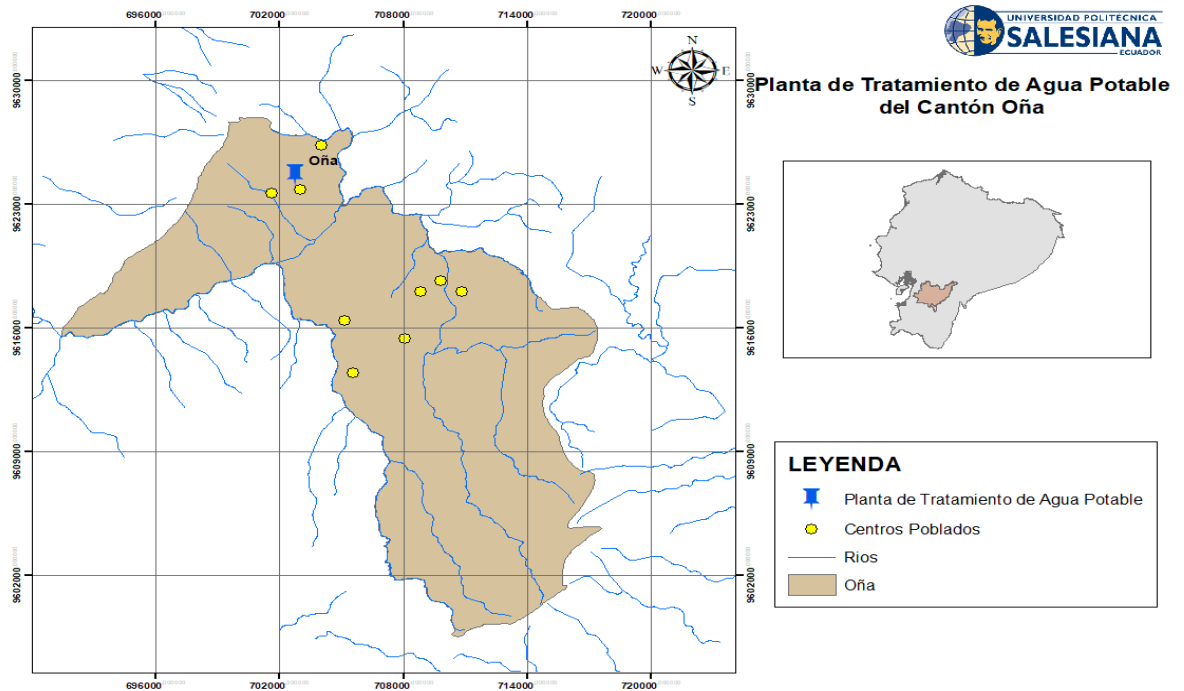 696000 702000 708000 714000 720000
UNIVERSIDAD POLITÉCNICA
SALESIANA
ECUADOR
Planta de Tratamiento de Agua Potable
del Cantón Oña
N
W E
S
9630000 9630000
9623000 9623000
9616000 9616000
9609000 9609000
9602000 9602000
Oña
LEYENDA
Planta de Tratamiento de Agua Potable
Centros Poblados
Rios
Oña
696000 702000 708000 714000 720000